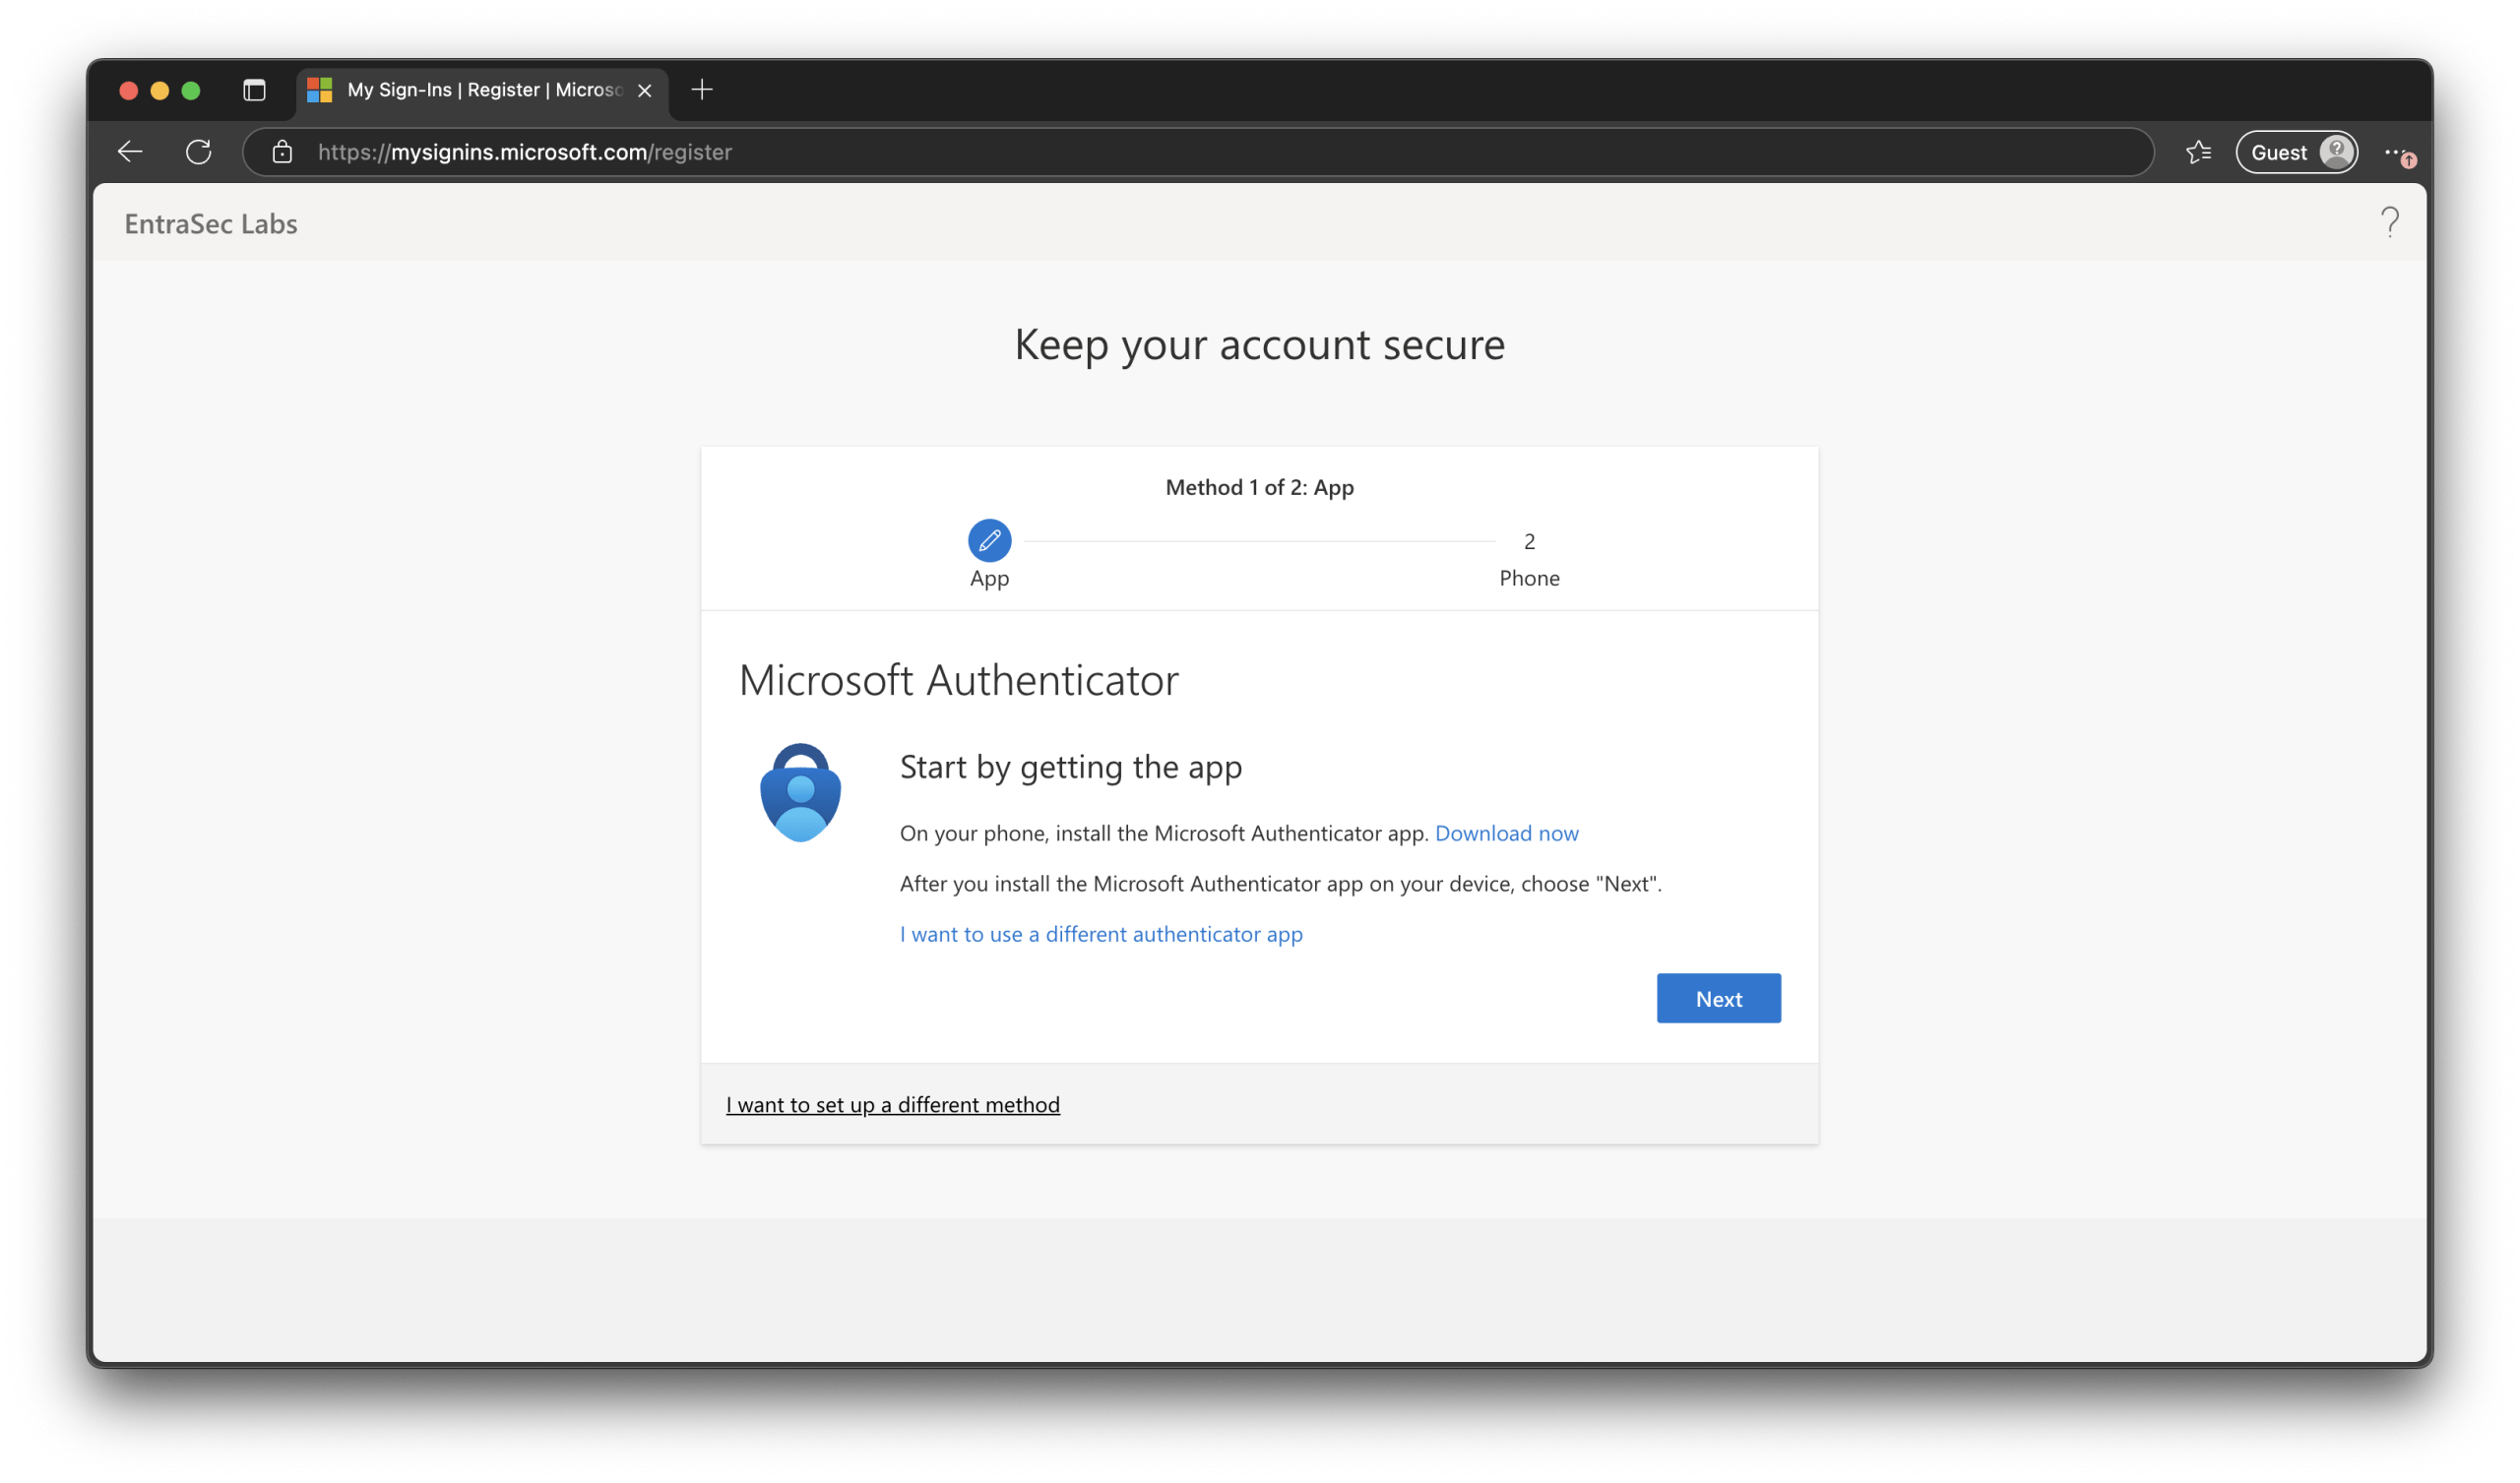 My Sign-Ins | Register | Microso
https://mysignins.microsoft.com/register
Guest
EntraSec Labs
Keep your account secure
Method 1 of 2: App
2
App
Phone
Microsoft Authenticator
Start by getting the app
On your phone, install the Microsoft Authenticator app. Download now
After you install the Microsoft Authenticator app on your device, choose "Next".
I want to use a different authenticator app
Next
I want to set up a different method